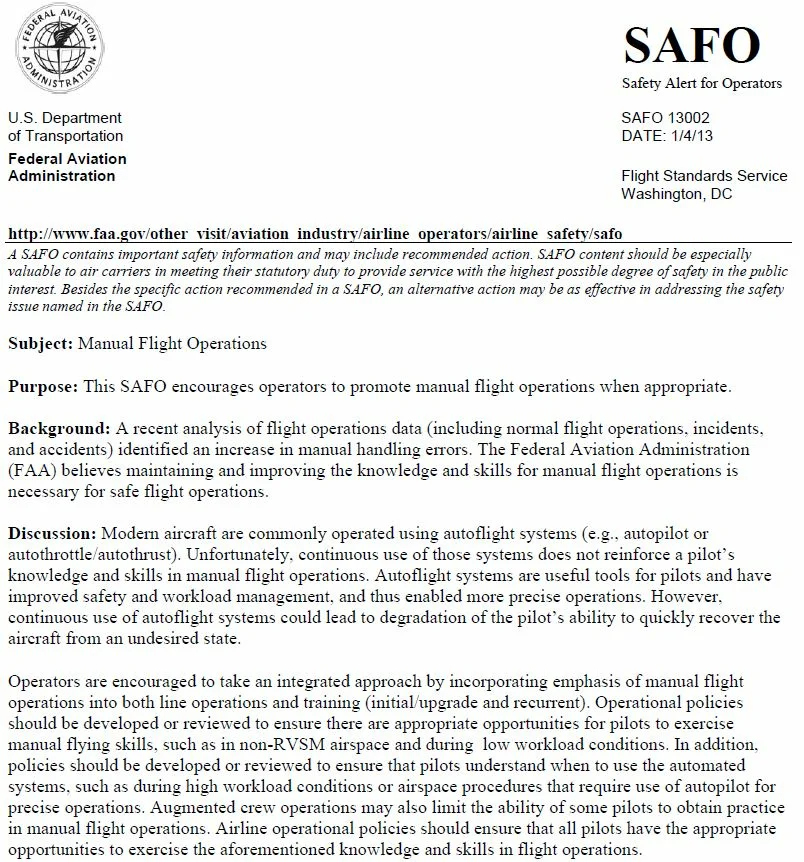 FEDERAL AVIATION
ADMINISTRATION
SAFO
Safety Alert for Operators
U.S. Department
of Transportation
Federal Aviation
Administration
SAFO 13002
DATE: 1/4/13
Flight Standards Service
Washington, DC
http://www.faa.gov/other_visit/aviation_industry/airline_operators/airline_safety/safo
A SAFO contains important safety information and may include recommended action. SAFO content should be especially
valuable to air carriers in meeting their statutory duty to provide service with the highest possible degree of safety in the public
interest. Besides the specific action recommended in a SAFO, an alternative action may be as effective in addressing the safety
issue named in the SAFO.
Subject: Manual Flight Operations
Purpose: This SAFO encourages operators to promote manual flight operations when appropriate.
Background: A recent analysis of flight operations data (including normal flight operations, incidents,
and accidents) identified an increase in manual handling errors. The Federal Aviation Administration
(FAA) believes maintaining and improving the knowledge and skills for manual flight operations is
necessary for safe flight operations.
Discussion: Modern aircraft are commonly operated using autoflight systems (e.g., autopilot or
autothrottle/autothrust). Unfortunately, continuous use of those systems does not reinforce a pilot’s
knowledge and skills in manual flight operations. Autoflight systems are useful tools for pilots and have
improved safety and workload management, and thus enabled more precise operations. However,
continuous use of autoflight systems could lead to degradation of the pilot’s ability to quickly recover the
aircraft from an undesired state.
Operators are encouraged to take an integrated approach by incorporating emphasis of manual flight
operations into both line operations and training (initial/upgrade and recurrent). Operational policies
should be developed or reviewed to ensure there are appropriate opportunities for pilots to exercise
manual flying skills, such as in non-RVSM airspace and during low workload conditions. In addition,
policies should be developed or reviewed to ensure that pilots understand when to use the automated
systems, such as during high workload conditions or airspace procedures that require use of autopilot for
precise operations. Augmented crew operations may also limit the ability of some pilots to obtain practice
in manual flight operations. Airline operational policies should ensure that all pilots have the appropriate
opportunities to exercise the aforementioned knowledge and skills in flight operations.